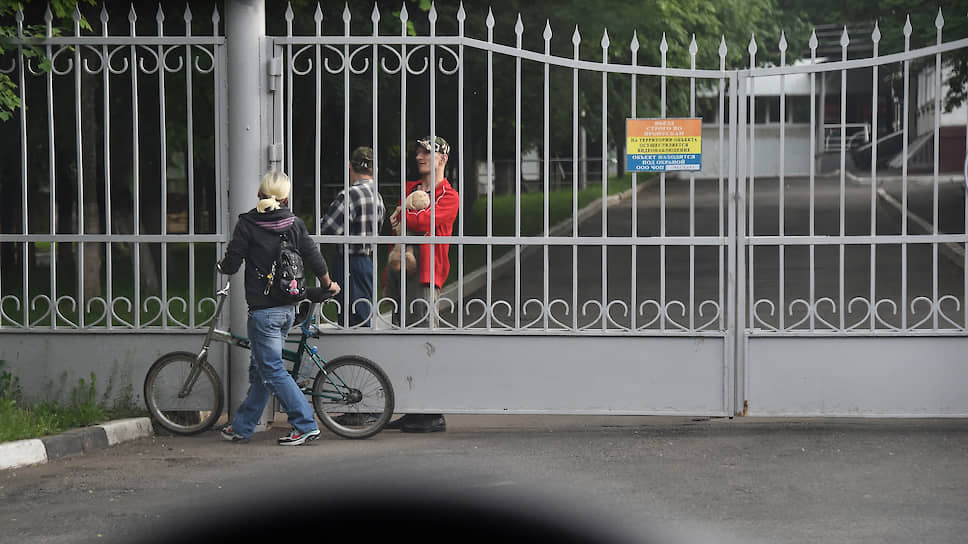 ВЪЕЗД
СТРОГО ПО
ПРОПУСКАМ
НА ТЕРРИТОРИИ ОБЪЕКТА
ОСУЩЕСТВЛЯЕТСЯ
ВИДЕОНАБЛЮДЕНИЕ
ОБЪЕКТ НАХОДИТСЯ
ПОД ОХРАНОЙ
ООО ЧОП